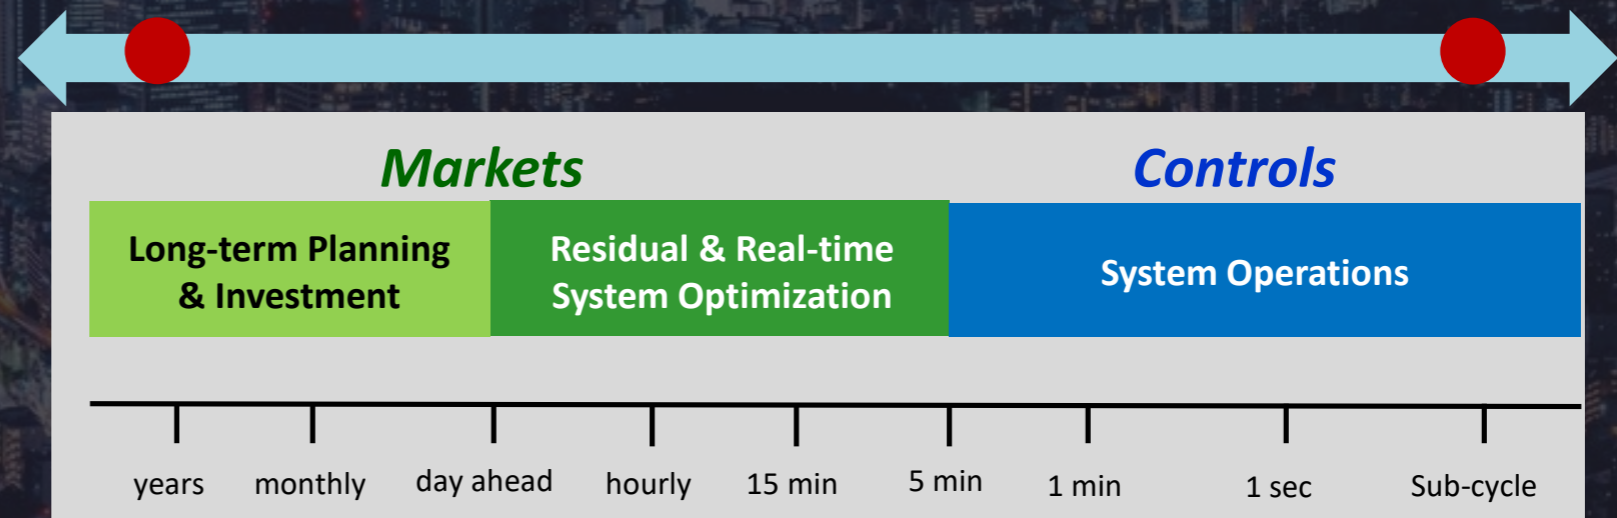 Markets
Controls
Long-term Planning
& Investment
Residual & Real-time
System Optimization
System Operations
years
monthly
day ahead
hourly
15 min
5 min
1 min
1 sec
Sub-cycle